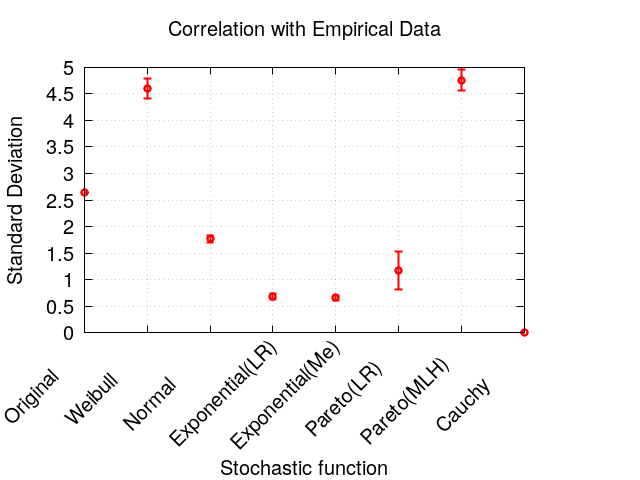 Correlation with Empirical Data
Standard Deviation
5
4.5
4
3.5
3
2.5
2
1.5
1
0.5
0
Original
Weibull
Normal
Exponential(LR)
Exponential(Me)
Pareto(LR)
Pareto(MLH)
Cauchy
Stochastic function